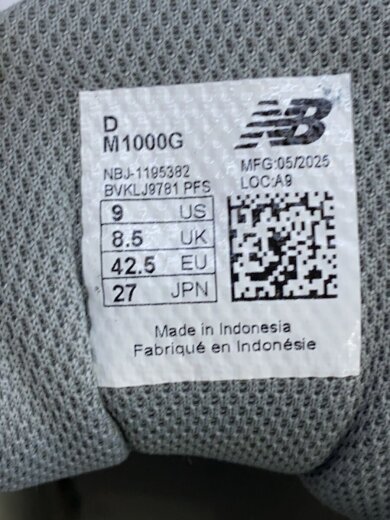 D
M1000G
NB
NBJ-1195382
BVKLJ9781 PFS
MFG:05/2025
LOC:A9
9 US
8.5 UK
42.5 EU
27 JPN
Made in Indonesia
Fabriqué en Indonésie